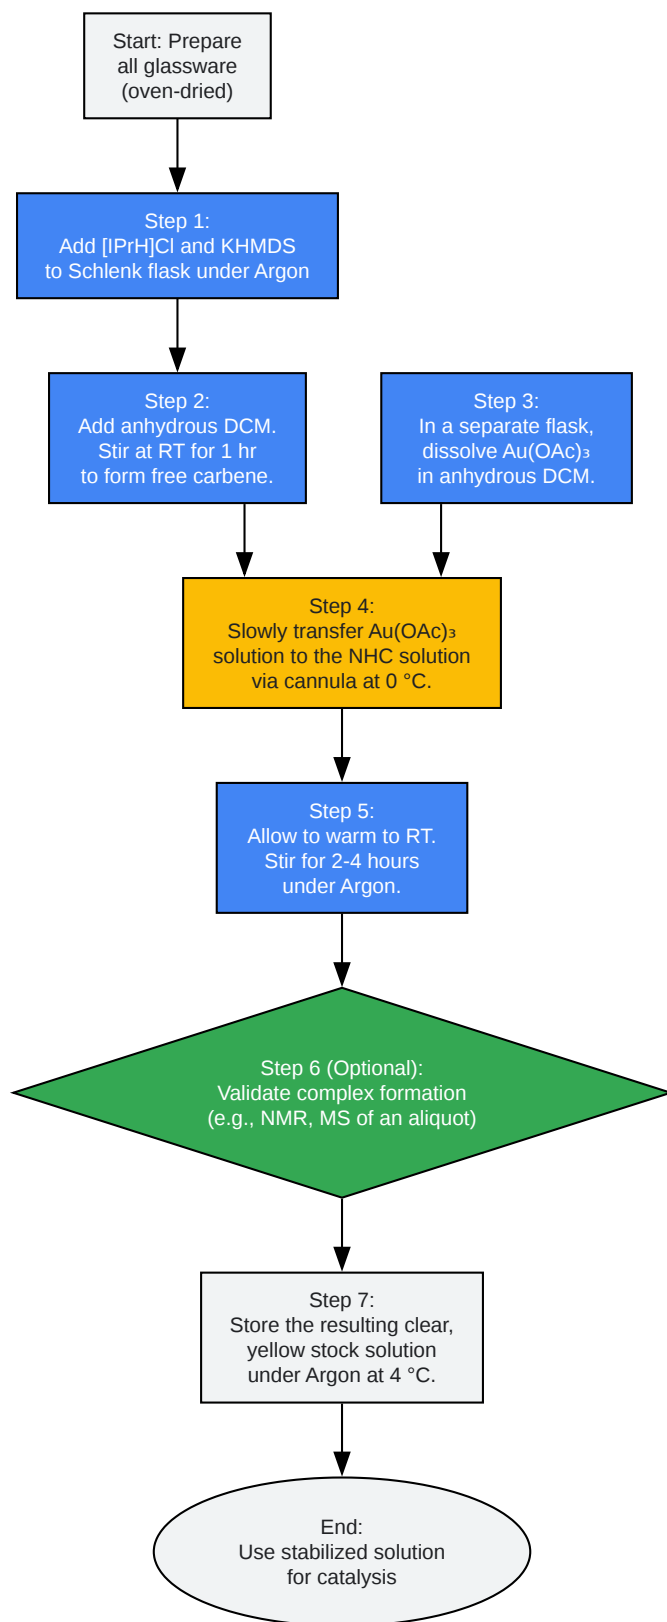 Start: Prepare
all glassware
(oven-dried)
Step 1:
Add [IPrH]Cl and KHMDS
to Schlenk flask under Argon
Step 2:
Add anhydrous DCM.
Stir at RT for 1 hr
to form free carbene.
Step 3:
In a separate flask,
dissolve Au(OAc)₃
in anhydrous DCM.
Step 4:
Slowly transfer Au(OAc)₃
solution to the NHC solution
via cannula at 0 °C.
Step 5:
Allow to warm to RT.
Stir for 2-4 hours
under Argon.
Step 6 (Optional):
Validate complex formation
(e.g., NMR, MS of an aliquot)
Step 7:
Store the resulting clear,
yellow stock solution
under Argon at 4 °C.
End:
Use stabilized solution
for catalysis